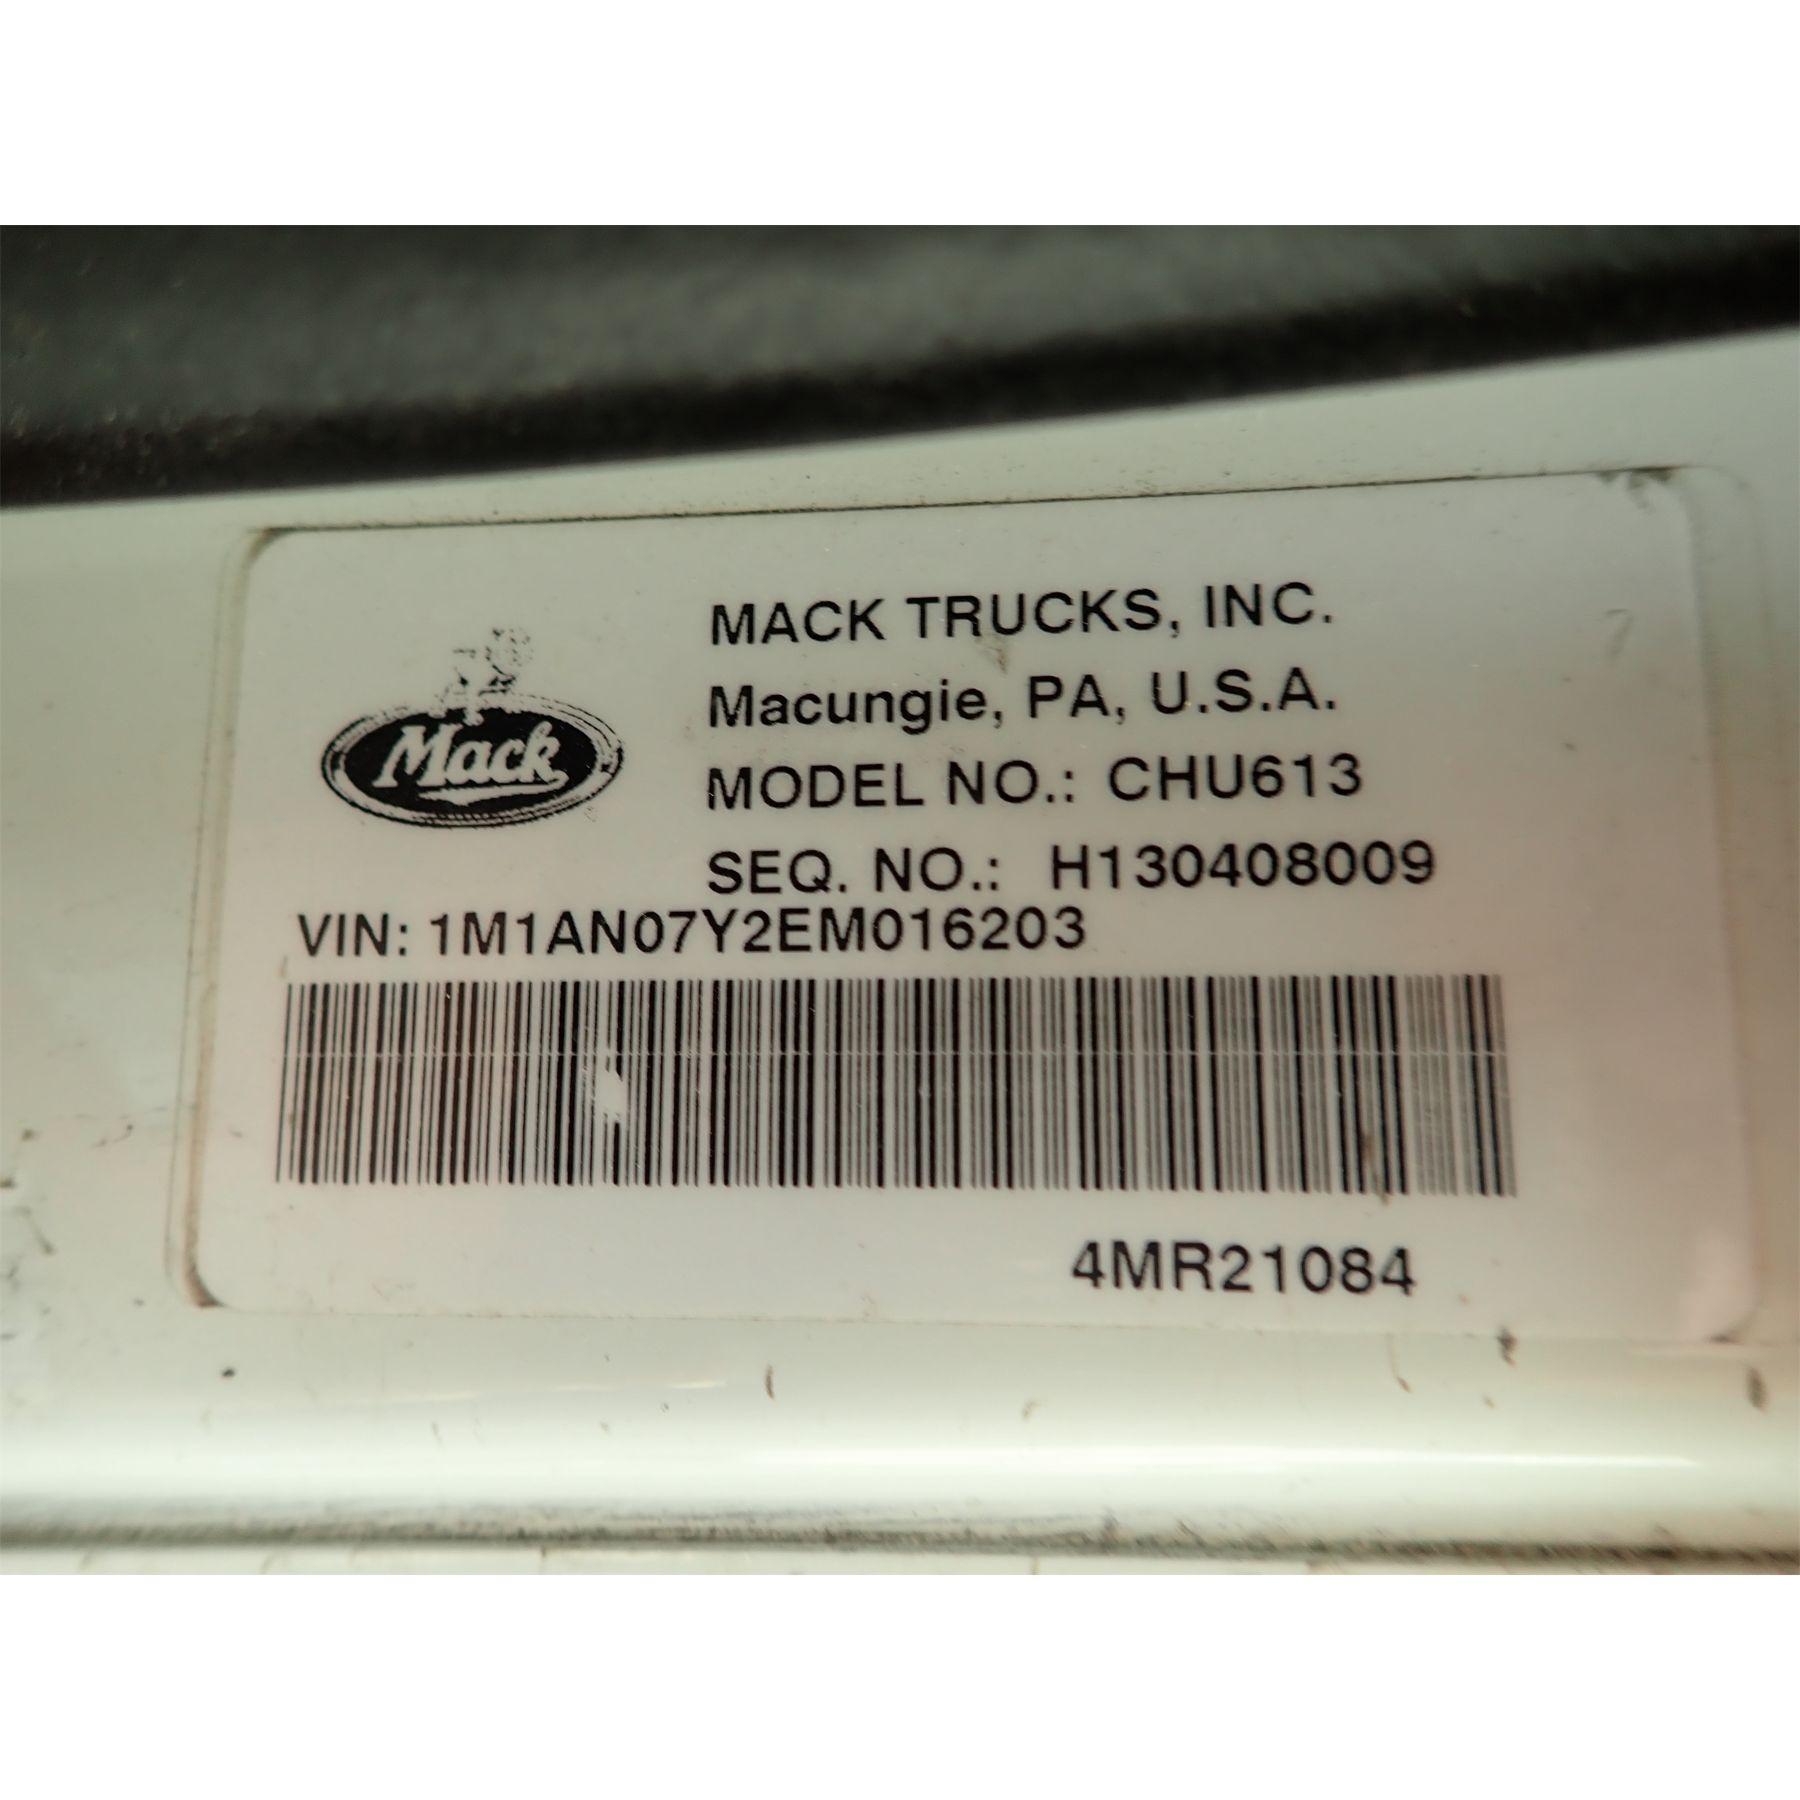 MACK TRUCKS, INC.
Macungie, PA, U.S.A.
Mack
MODEL NO.: CHU613
SEQ. NO.: H130408009
VIN: 1M1AN07Y2EM016203
4MR21084